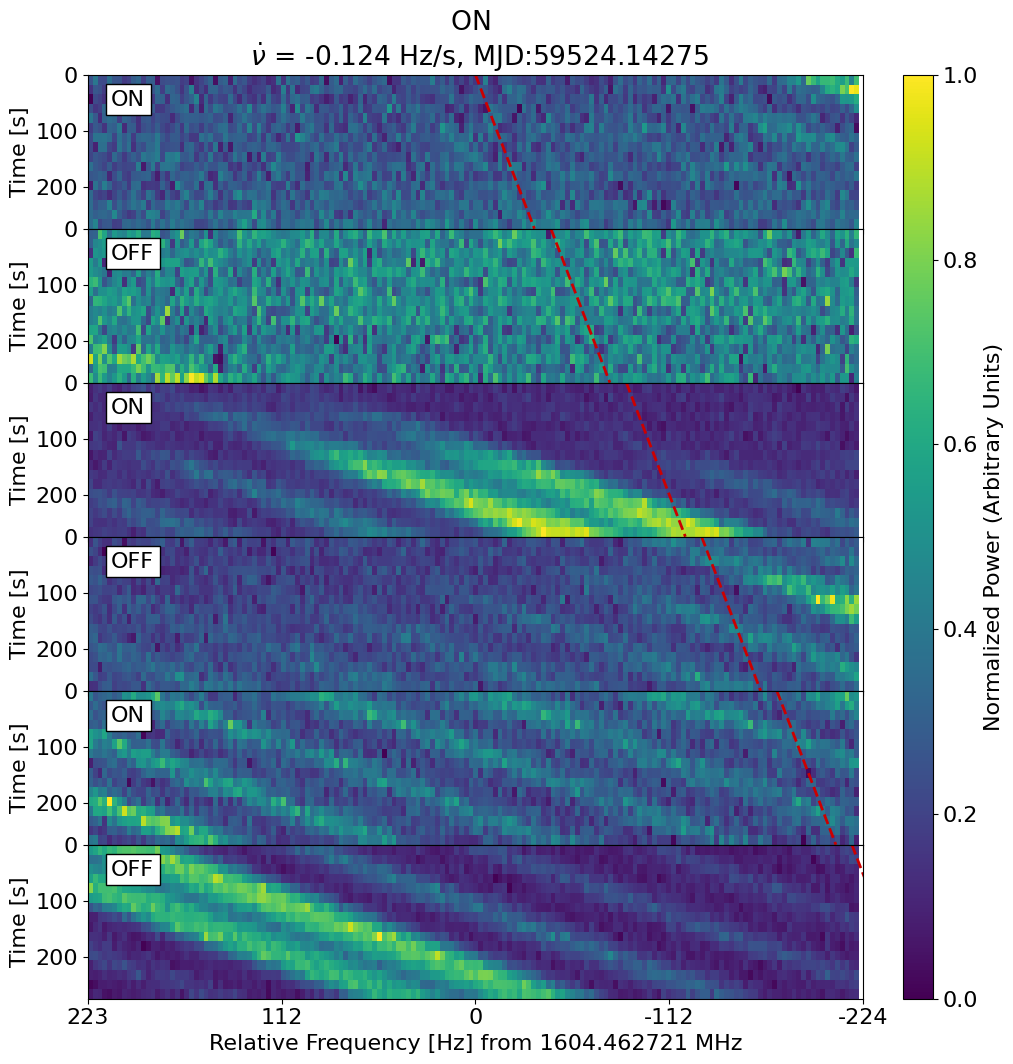 ON
ν̇ = -0.124 Hz/s, MJD:59524.14275
0
ON
100
200
Time [s]
0
OFF
100
200
Time [s]
0
ON
100
200
Time [s]
0
OFF
100
200
Time [s]
0
ON
100
200
Time [s]
0
OFF
100
200
Time [s]
223 112 0 -112 -224
Relative Frequency [Hz] from 1604.462721 MHz
1.0
0.8
0.6
0.4
0.2
0.0
Normalized Power (Arbitrary Units)